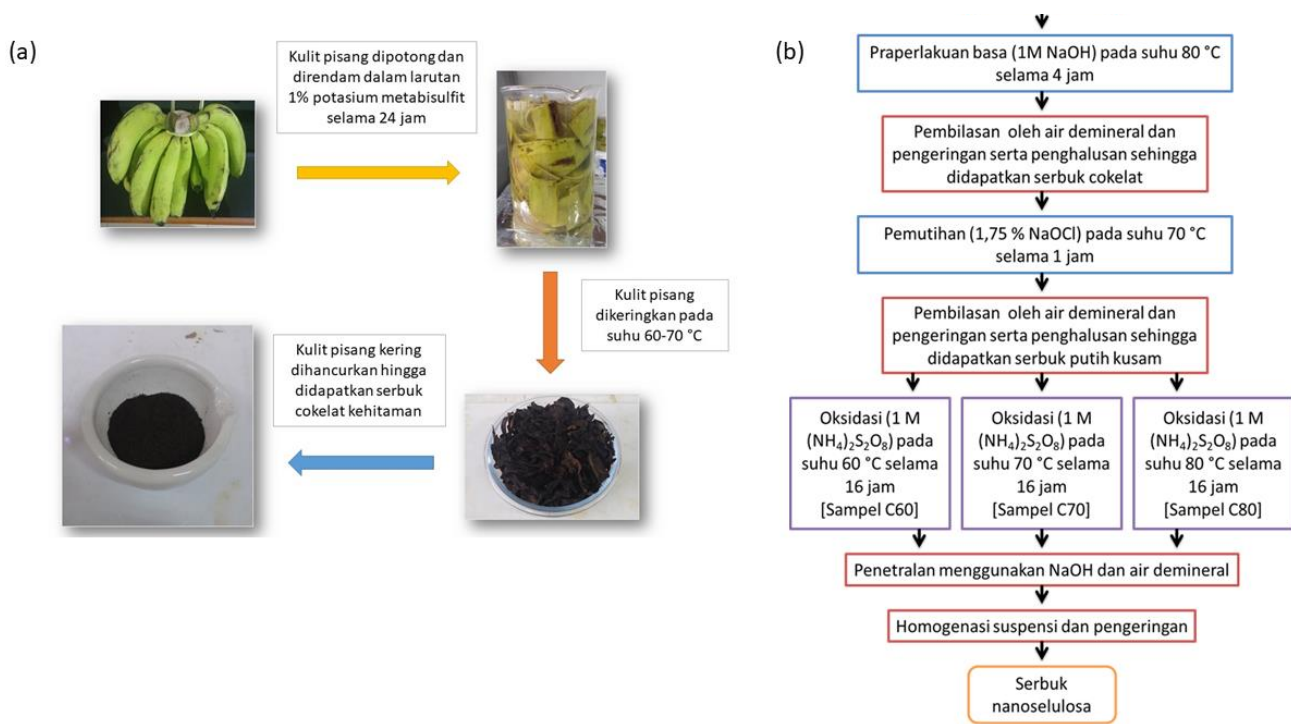 (a)
Kulit pisang dipotong dan
direndam dalam larutan
1% potasium metabisulfit
selama 24 jam
Kulit pisang
dikeringkan pada
suhu 60-70 °C
Kulit pisang kering
dihancurkan hingga
didapatkan serbuk
cokelat kehitaman
(b)
Praperlakuan basa (1M NaOH) pada suhu 80 °C
selama 4 jam
Pembilasan oleh air demineral dan
pengeringan serta penghalusan sehingga
didapatkan serbuk cokelat
Pemutihan (1,75 % NaOCl) pada suhu 70 °C
selama 1 jam
Pembilasan oleh air demineral dan
pengeringan serta penghalusan sehingga
didapatkan serbuk putih kusam
Oksidasi (1 M
(NH₄)₂S₂O₈) pada
suhu 60 °C selama
16 jam
[Sampel C60]
Oksidasi (1 M
(NH₄)₂S₂O₈) pada
suhu 70 °C selama
16 jam
[Sampel C70]
Oksidasi (1 M
(NH₄)₂S₂O₈) pada
suhu 80 °C selama
16 jam
[Sampel C80]
Penetralan menggunakan NaOH dan air demineral
Homogenasi suspensi dan pengeringan
Serbuk
nanoselulosa